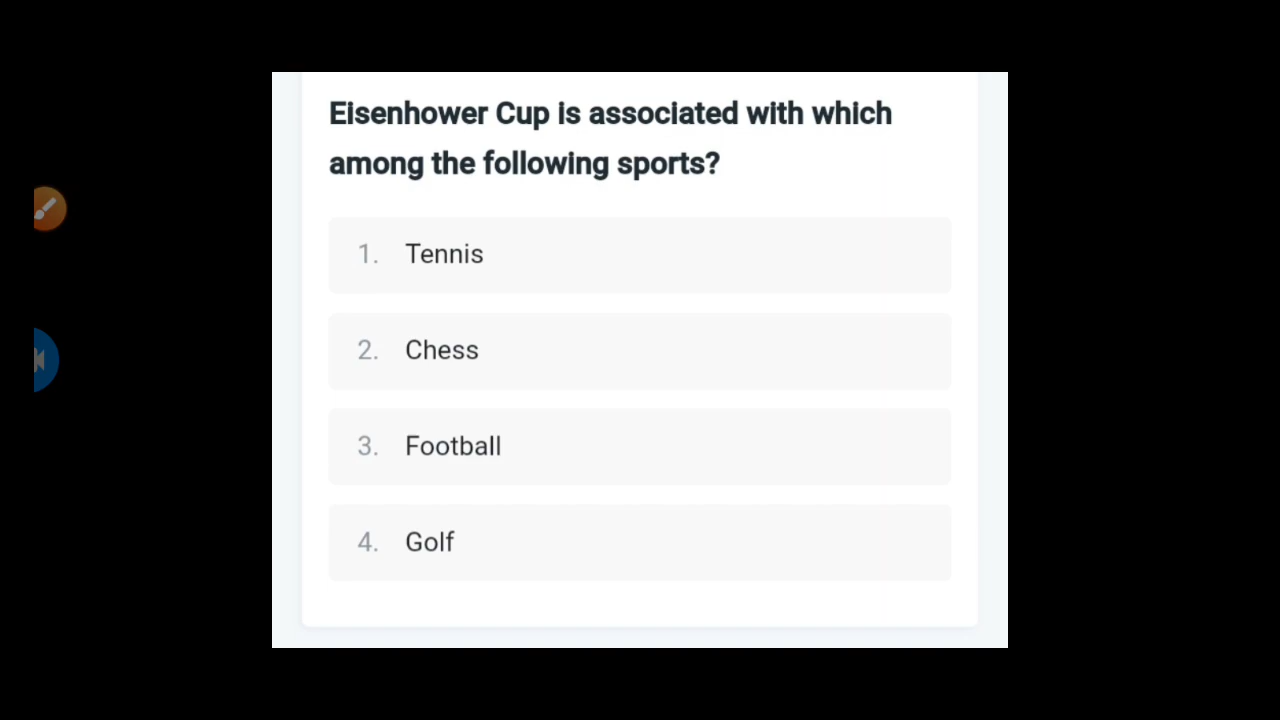 Eisenhower Cup is associated with which
among the following sports?
1. Tennis
2. Chess
3. Football
4. Golf